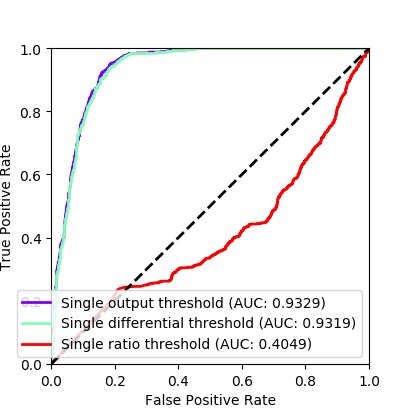 1.0
0.8
0.6
0.4
0.2
0.0
True Positive Rate
Single output threshold (AUC: 0.9329)
Single differential threshold (AUC: 0.9319)
Single ratio threshold (AUC: 0.4049)
0.0 0.2 0.4 0.6 0.8 1.0
False Positive Rate